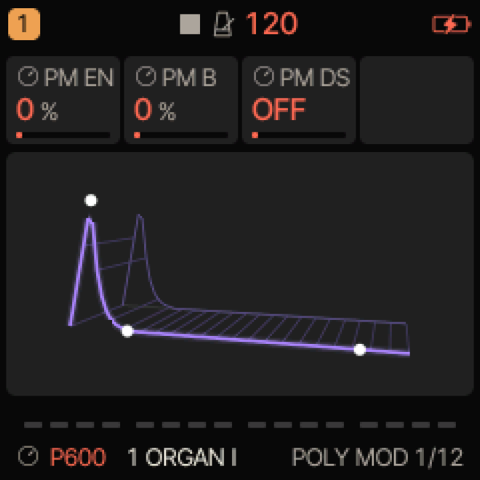 1 120
PM EN PM B PM DS
0 % 0 % OFF
P600 1 ORGAN I POLY MOD 1/12